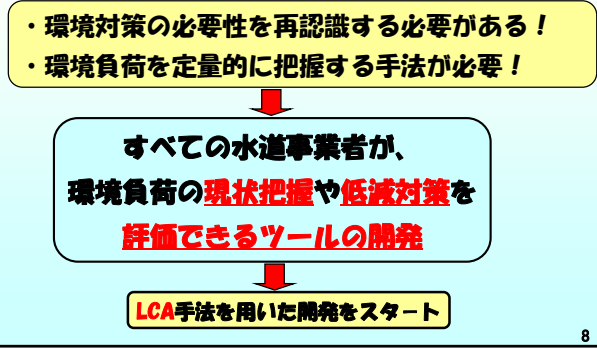 ・環境対策の必要性を再認識する必要がある！
・環境負荷を定量的に把握する手法が必要！
すべての水道事業者が、
環境負荷の現状把握や低減対策を
評価できるツールの開発
LCA手法を用いた開発をスタート
8